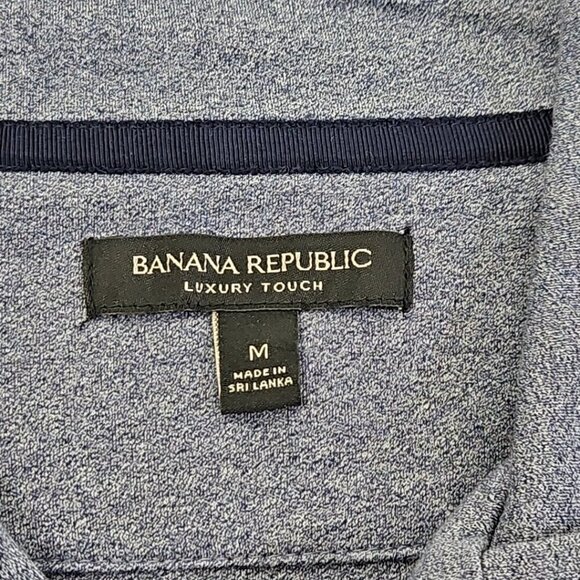 BANANA REPUBLIC
LUXURY TOUCH
M
MADE IN
SRI LANKA